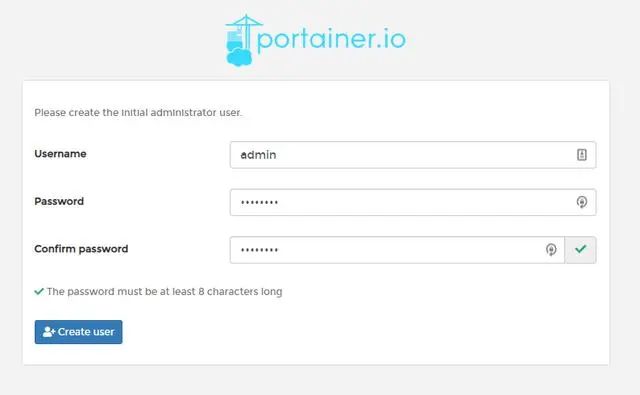 portainer.io
Please create the initial administrator user.
Username
admin
Password
••••••••
Confirm password
••••••••
The password must be at least 8 characters long
Create user